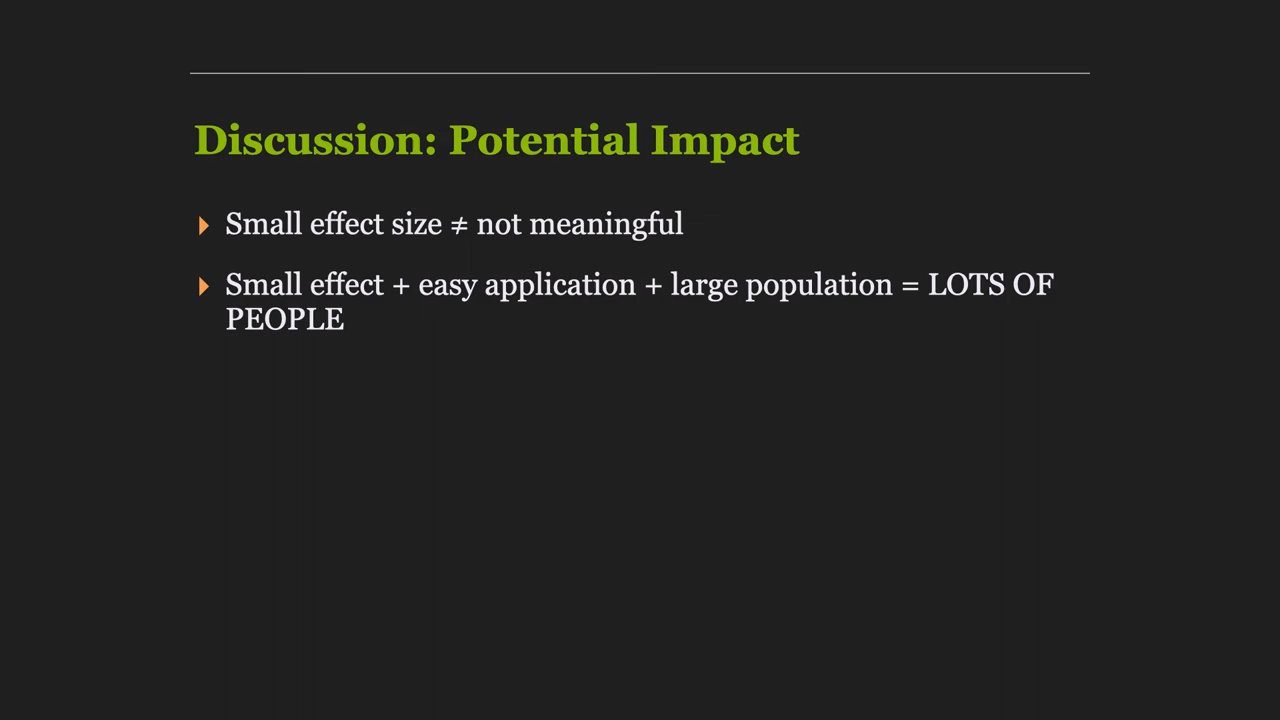 Discussion: Potential Impact
Small effect size ≠ not meaningful
Small effect + easy application + large population = LOTS OF
PEOPLE